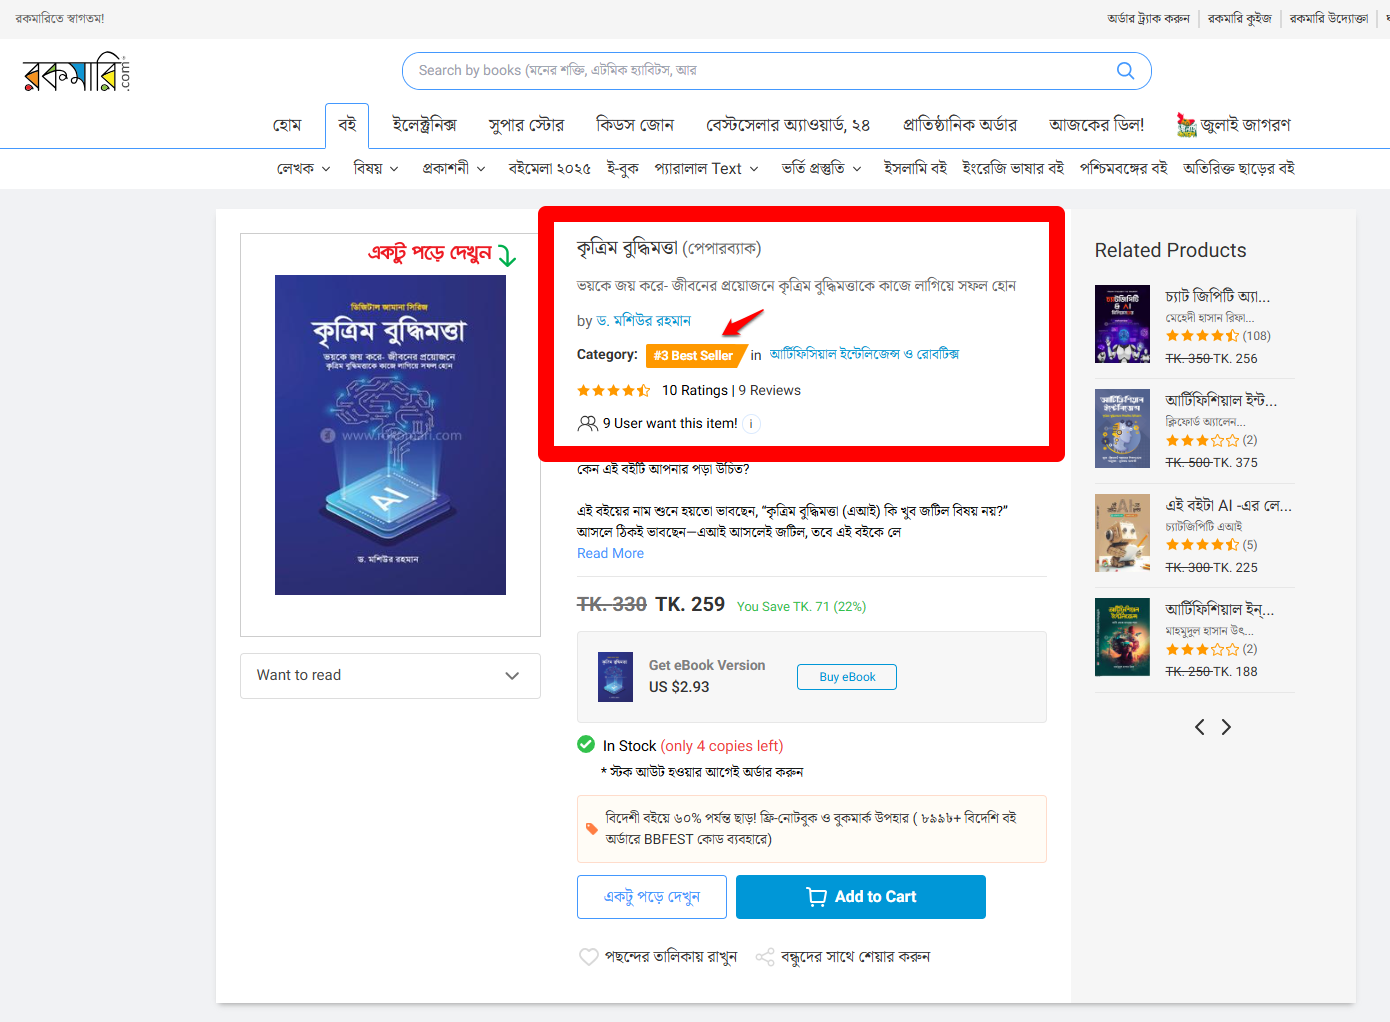 রকমারিতে স্বাগতম!
অর্ডার ট্র্যাক করুন
রকমারি কুইজ
রকমারি উদ্যোক্তা
রকমারি.com
Search by books (মনের শক্তি, এটমিক হ্যাবিটস, আর
হোম
বই
ইলেক্ট্রনিক্স
সুপার স্টোর
কিডস জোন
বেস্টসেলার অ্যাওয়ার্ড, ২৪
প্রাতিষ্ঠানিক অর্ডার
আজকের ডিল!
জুলাই জাগরণ
লেখক
বিষয়
প্রকাশনী
বইমেলা ২০২৫
ই-বুক
প্যারালাল Text
ভর্তি প্রস্তুতি
ইসলামি বই
ইংরেজি ভাষার বই
পশ্চিমবঙ্গের বই
অতিরিক্ত ছাড়ের বই
একটু পড়ে দেখুন
ডিজিটাল জামানা সিরিজ
কৃত্রিম বুদ্ধিমত্তা
ভয়কে জয় করে- জীবনের প্রয়োজনে
কৃত্রিম বুদ্ধিমত্তাকে কাজে লাগিয়ে সফল হোন
www.rokomari.com
AI
ড. মশিউর রহমান
Want to read
কৃত্রিম বুদ্ধিমত্তা (পেপারব্যাক)
ভয়কে জয় করে- জীবনের প্রয়োজনে কৃত্রিম বুদ্ধিমত্তাকে কাজে লাগিয়ে সফল হোন
by ড. মশিউর রহমান
Category: #3 Best Seller in আর্টিফিসিয়াল ইন্টেলিজেন্স ও রোবটিক্স
10 Ratings | 9 Reviews
9 User want this item! i
কেন এই বইটি আপনার পড়া উচিত?
এই বইয়ের নাম শুনে হয়তো ভাবছেন, “কৃত্রিম বুদ্ধিমত্তা (এআই) কি খুব জটিল বিষয় নয়?”
আসলে ঠিকই ভাবছেন—এআই আসলেই জটিল, তবে এই বইকে লে
Read More
TK. 330 TK. 259 You Save TK. 71 (22%)
Get eBook Version
US $2.93
Buy eBook
In Stock (only 4 copies left)
* স্টক আউট হওয়ার আগেই অর্ডার করুন
বিদেশী বইয়ে ৬০% পর্যন্ত ছাড়! ফ্রি-নোটবুক ও বুকমার্ক উপহার ( ৮৯৯৳+ বিদেশি বই
অর্ডারে BBFEST কোড ব্যবহারে)
একটু পড়ে দেখুন
Add to Cart
পছন্দের তালিকায় রাখুন
বন্ধুদের সাথে শেয়ার করুন
Related Products
চ্যাট জিপিটি অ্যা...
মেহেদী হাসান রিফা...
(108)
TK. 350 TK. 256
আর্টিফিশিয়াল ইন্ট...
ক্লিফোর্ড অ্যালেন...
(2)
TK. 500 TK. 375
এই বইটা AI -এর লে...
চ্যাটজিপিটি এআই
(5)
TK. 300 TK. 225
আর্টিফিশিয়াল ইন্...
মাহমুদুল হাসান উৎ...
(2)
TK. 250 TK. 188